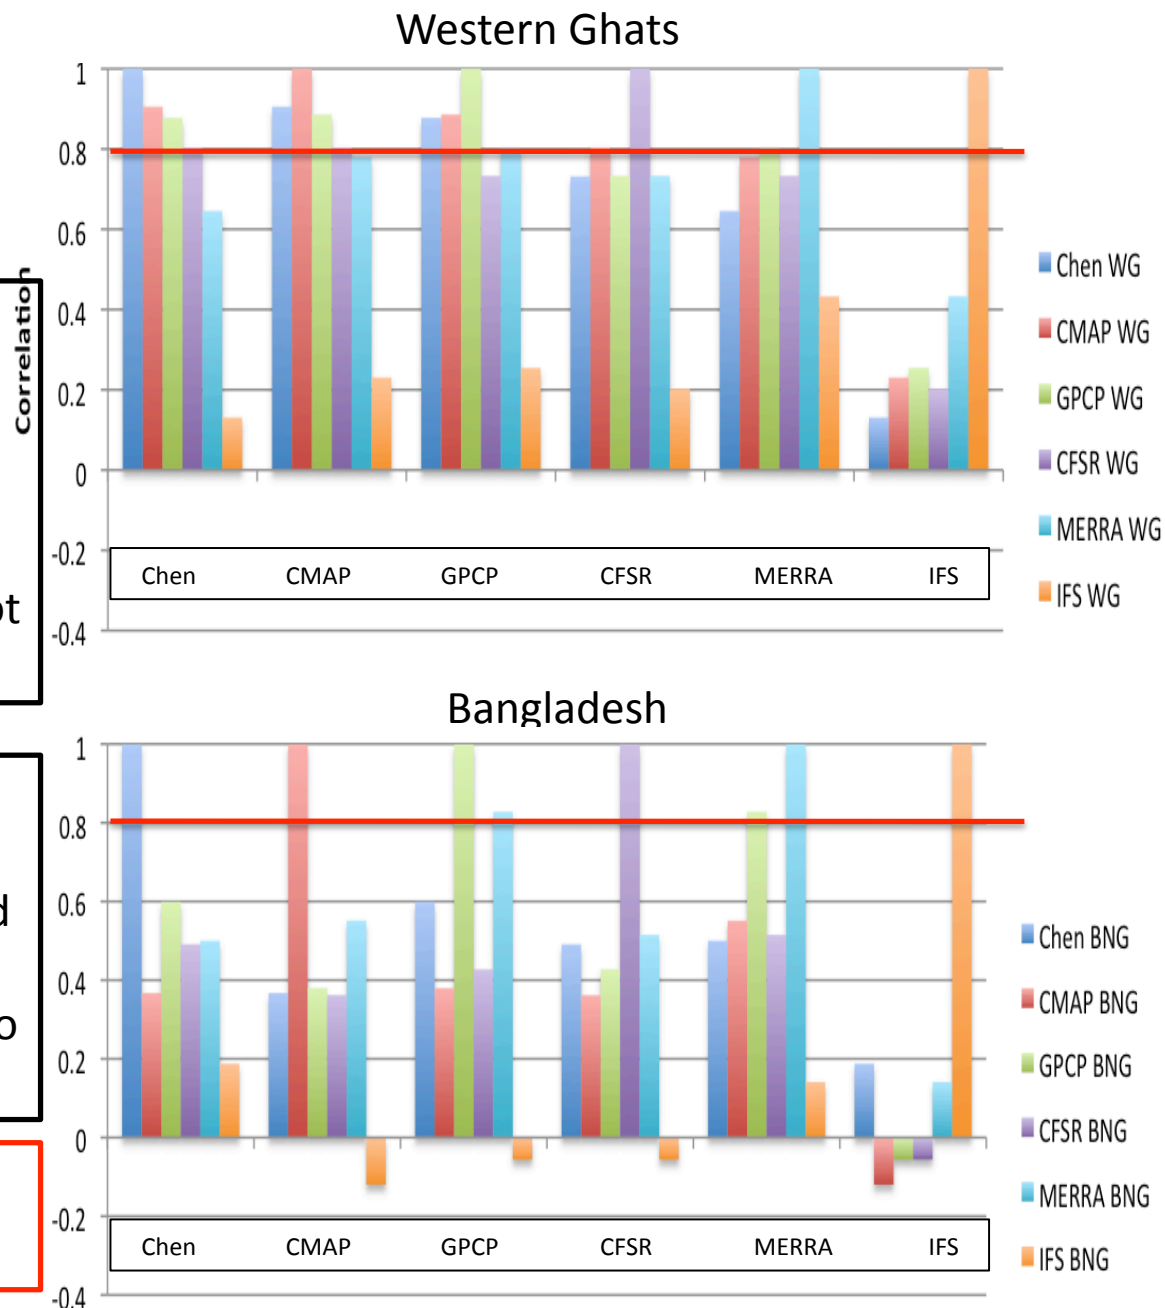 Western Ghats
1
0.8
0.6
0.4
0.2
0
-0.2
-0.4
Correlation
Chen CMAP GPCP CFSR MERRA IFS
Chen WG
CMAP WG
GPCP WG
CFSR WG
MERRA WG
IFS WG
ot
Bangladesh
1
0.8
0.6
0.4
0.2
0
-0.2
-0.4
Chen CMAP GPCP CFSR MERRA IFS
Chen BNG
CMAP BNG
GPCP BNG
CFSR BNG
MERRA BNG
IFS BNG
d
o